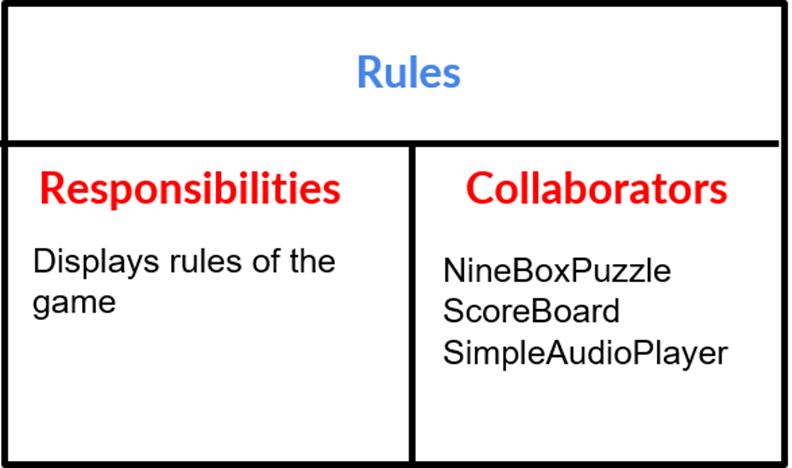 Rules
Responsibilities
Displays rules of the
game
Collaborators
NineBoxPuzzle
ScoreBoard
SimpleAudioPlayer